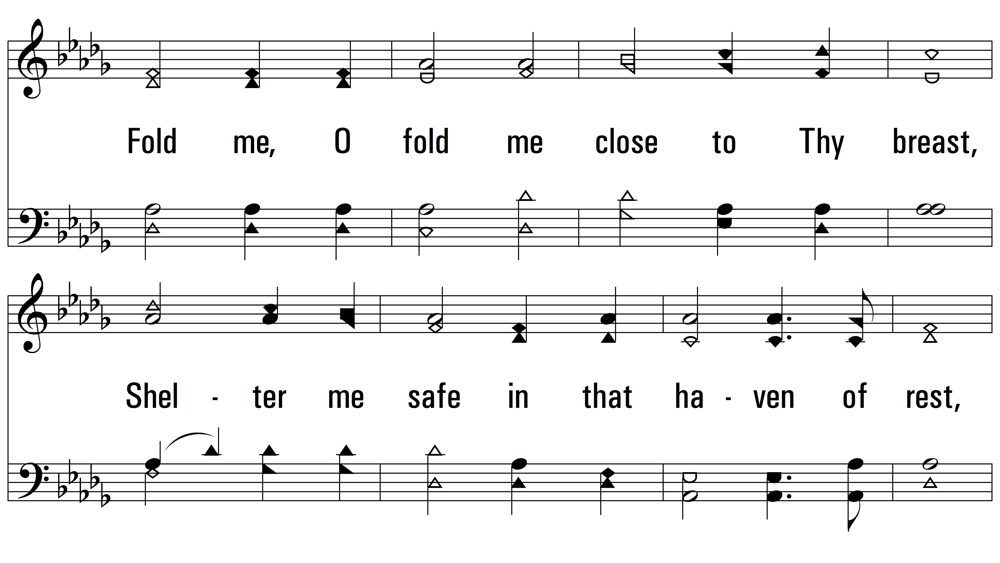 Fold me, O fold me close to Thy breast,
Shel - ter me safe in that ha - ven of rest,